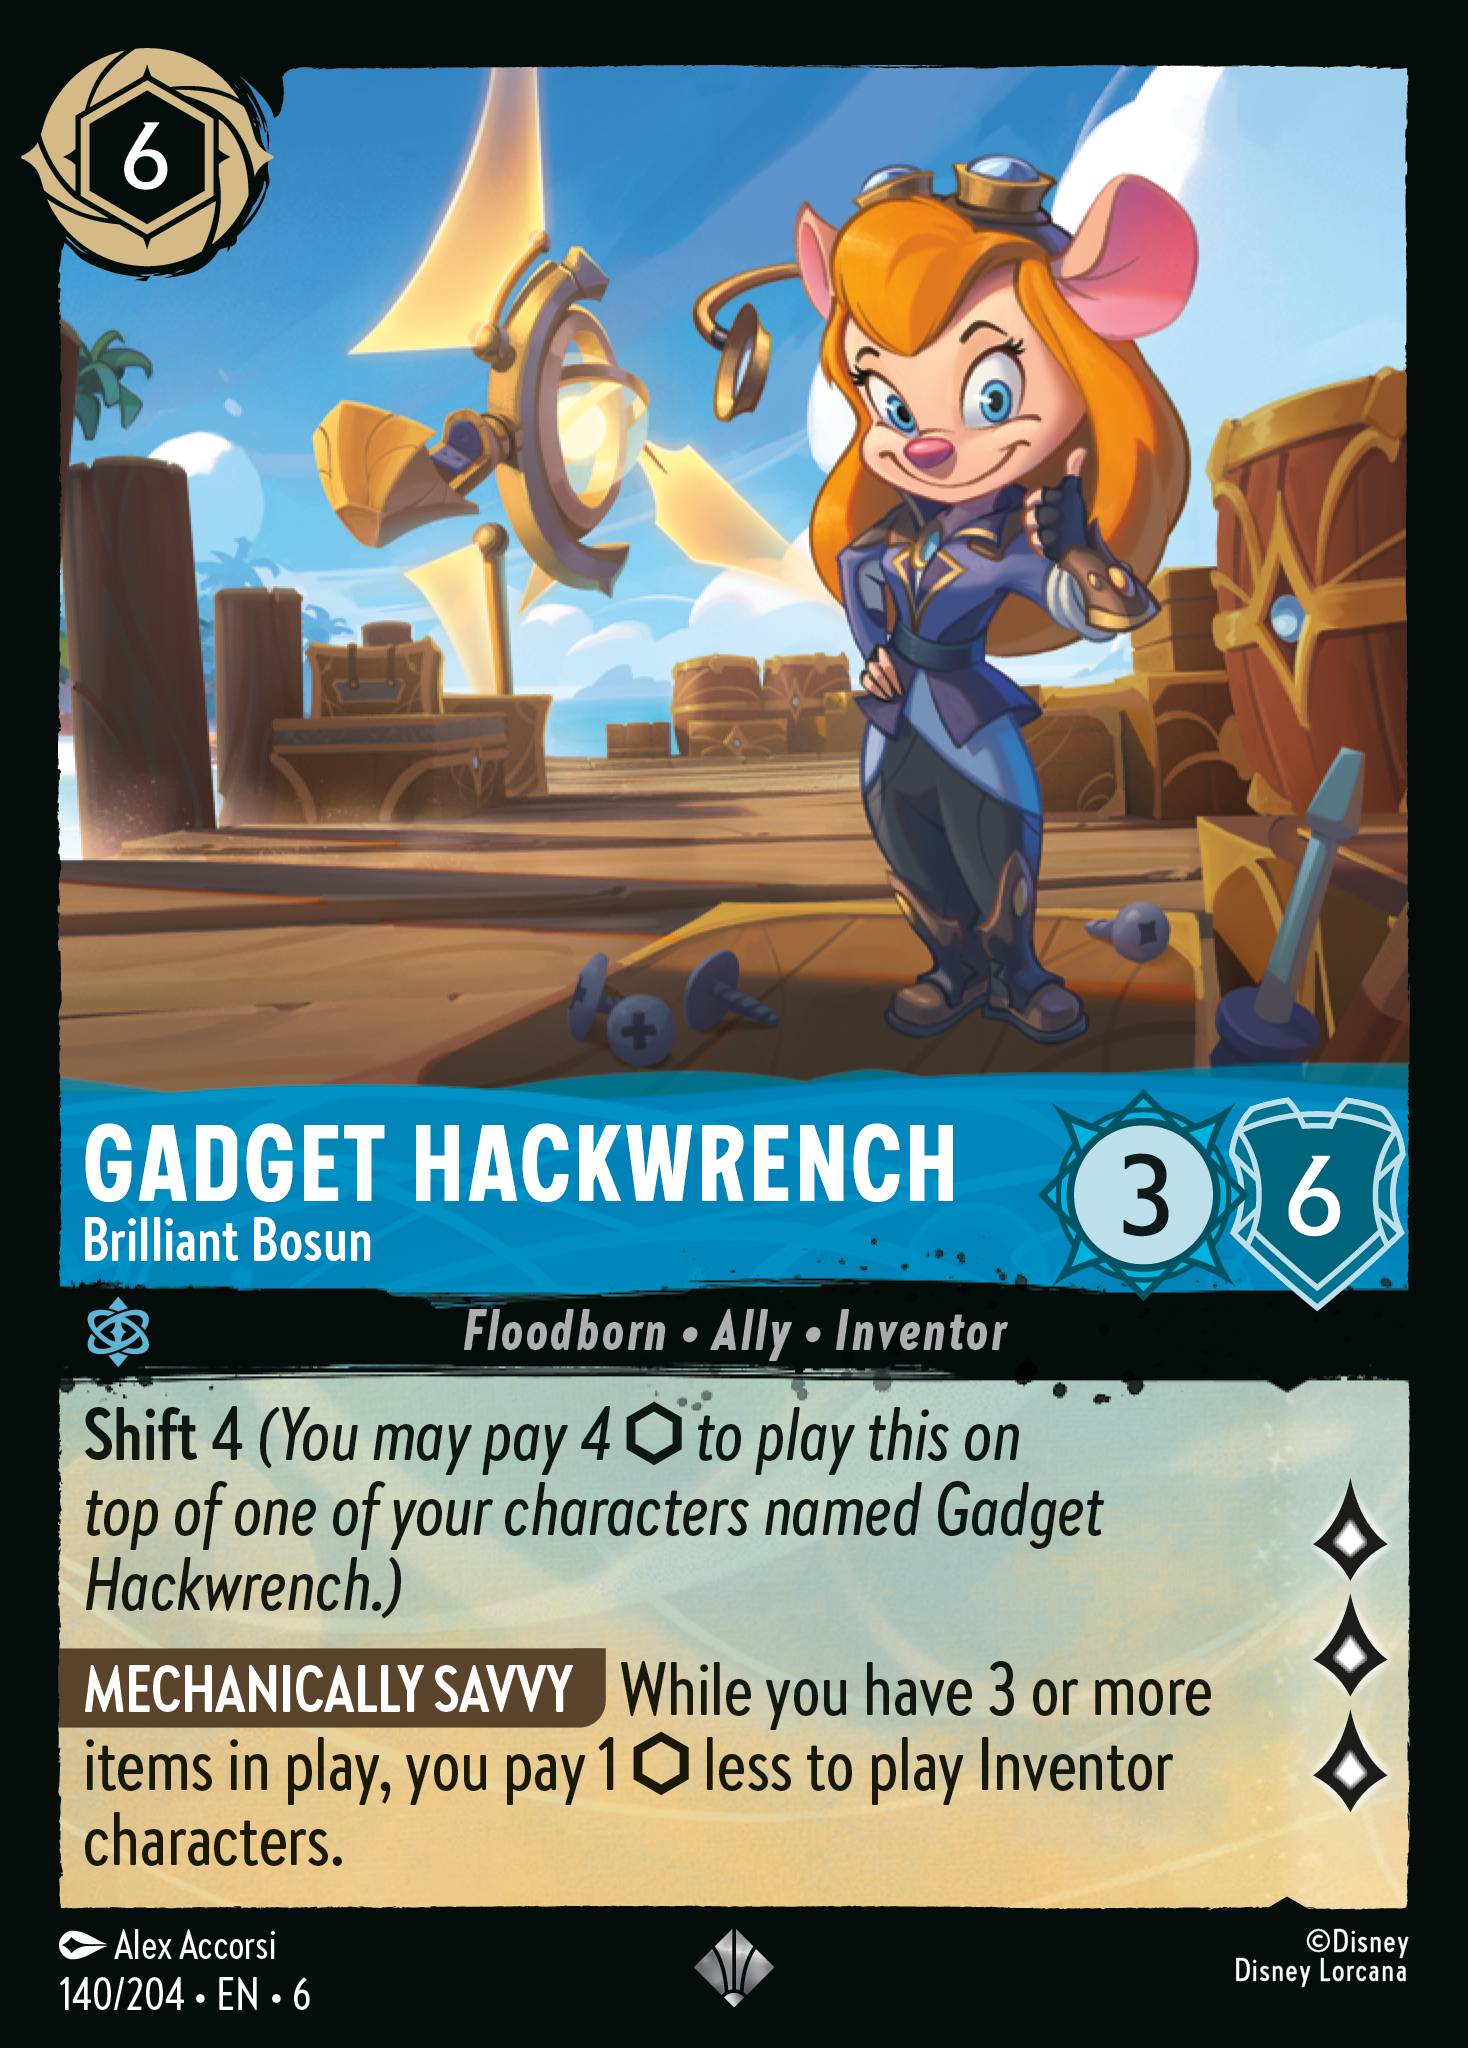 6
GADGET HACKWRENCH
Brilliant Bosun
3
6
Floodborn • Ally • Inventor
Shift 4 (You may pay 4 ⬡ to play this on
top of one of your characters named Gadget
Hackwrench.)
MECHANICALLY SAVVY While you have 3 or more
items in play, you pay 1 ⬡ less to play Inventor
characters.
Alex Accorsi
140/204 • EN • 6
©Disney
Disney Lorcana